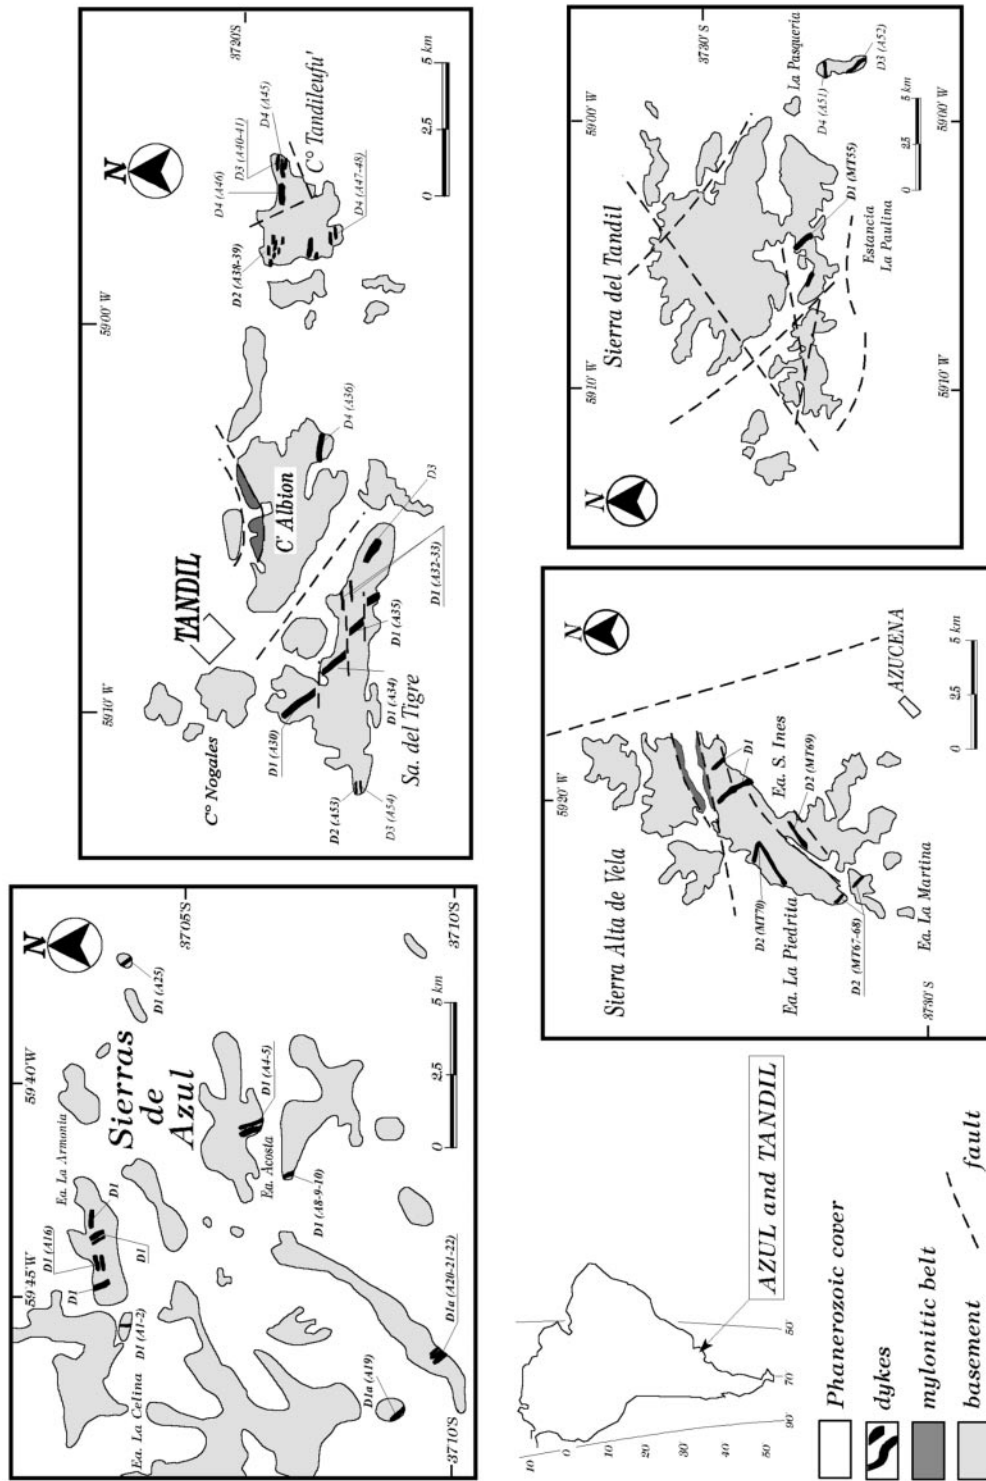 N
Ea. La Armonia
59°45' W
59°40' W
Sierras
de
Azul
D1 (A16)
D1
D1
D1
D1 (A1-2)
Ea. La Celina
D1 (A25)
37°05'S
D1 (A4-5)
Ea. Acosta
D1 (A8-9-10)
D1a (A20-21-22)
D1a (A19)
0 2.5 5 km
37°10'S
37°10'S
N
59°10' W
59°00' W
37°20'S
TANDIL
C° Nogales
C° Albion
D4 (A46)
D3 (A40-41)
D4 (A45)
C° Tandileufu'
D2 (A38-39)
D4 (A47-48)
D4 (A36)
D3
D1 (A32-33)
D1 (A35)
D1 (A34)
D1 (A30)
Sa. del Tigre
D2 (A53)
D3 (A54)
0 2.5 5 km
10
0
10
20
30'
40'
50'
90'
70'
50'
AZUL and TANDIL
Phanerozoic cover
dykes
mylonitic belt
basement
fault
N
Sierra Alta de Vela
59°20' W
D1
Ea. S. Ines
D2 (MT69)
D2 (MT70)
Ea. La Piedrita
D2 (MT67-68)
Ea. La Martina
AZUCENA
37°30' S
0 2.5 5 km
N
Sierra del Tandil
59°10' W
59°00' W
37°30' S
La Pasqueria
D4 (A51)
D3 (A52)
D1 (MT55)
Estancia
La Paulina
0 2.5 5 km
59°10' W
59°00' W